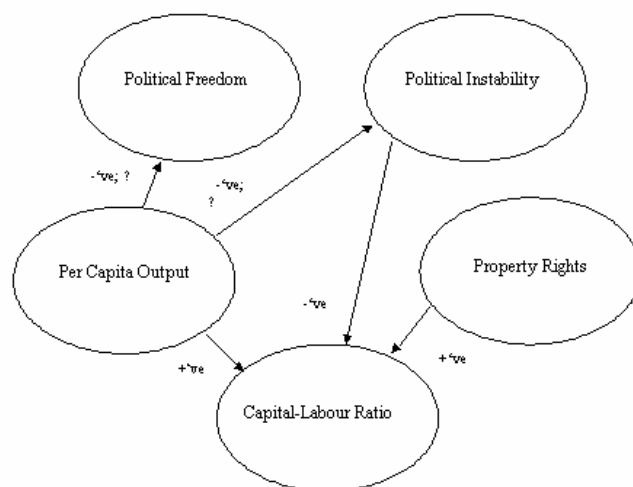 Political Freedom
Political Instability
-‘ve; ?
-‘ve;
?
Per Capita Output
Property Rights
-‘ve
+‘ve
+‘ve
Capital-Labour Ratio